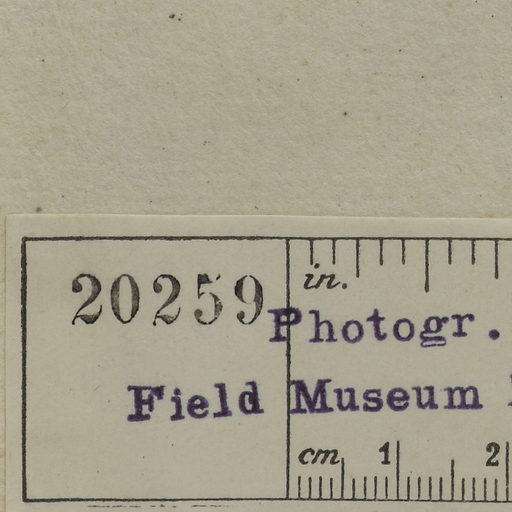 in.
20259
Photogr.
Field Museum
cm 1 2